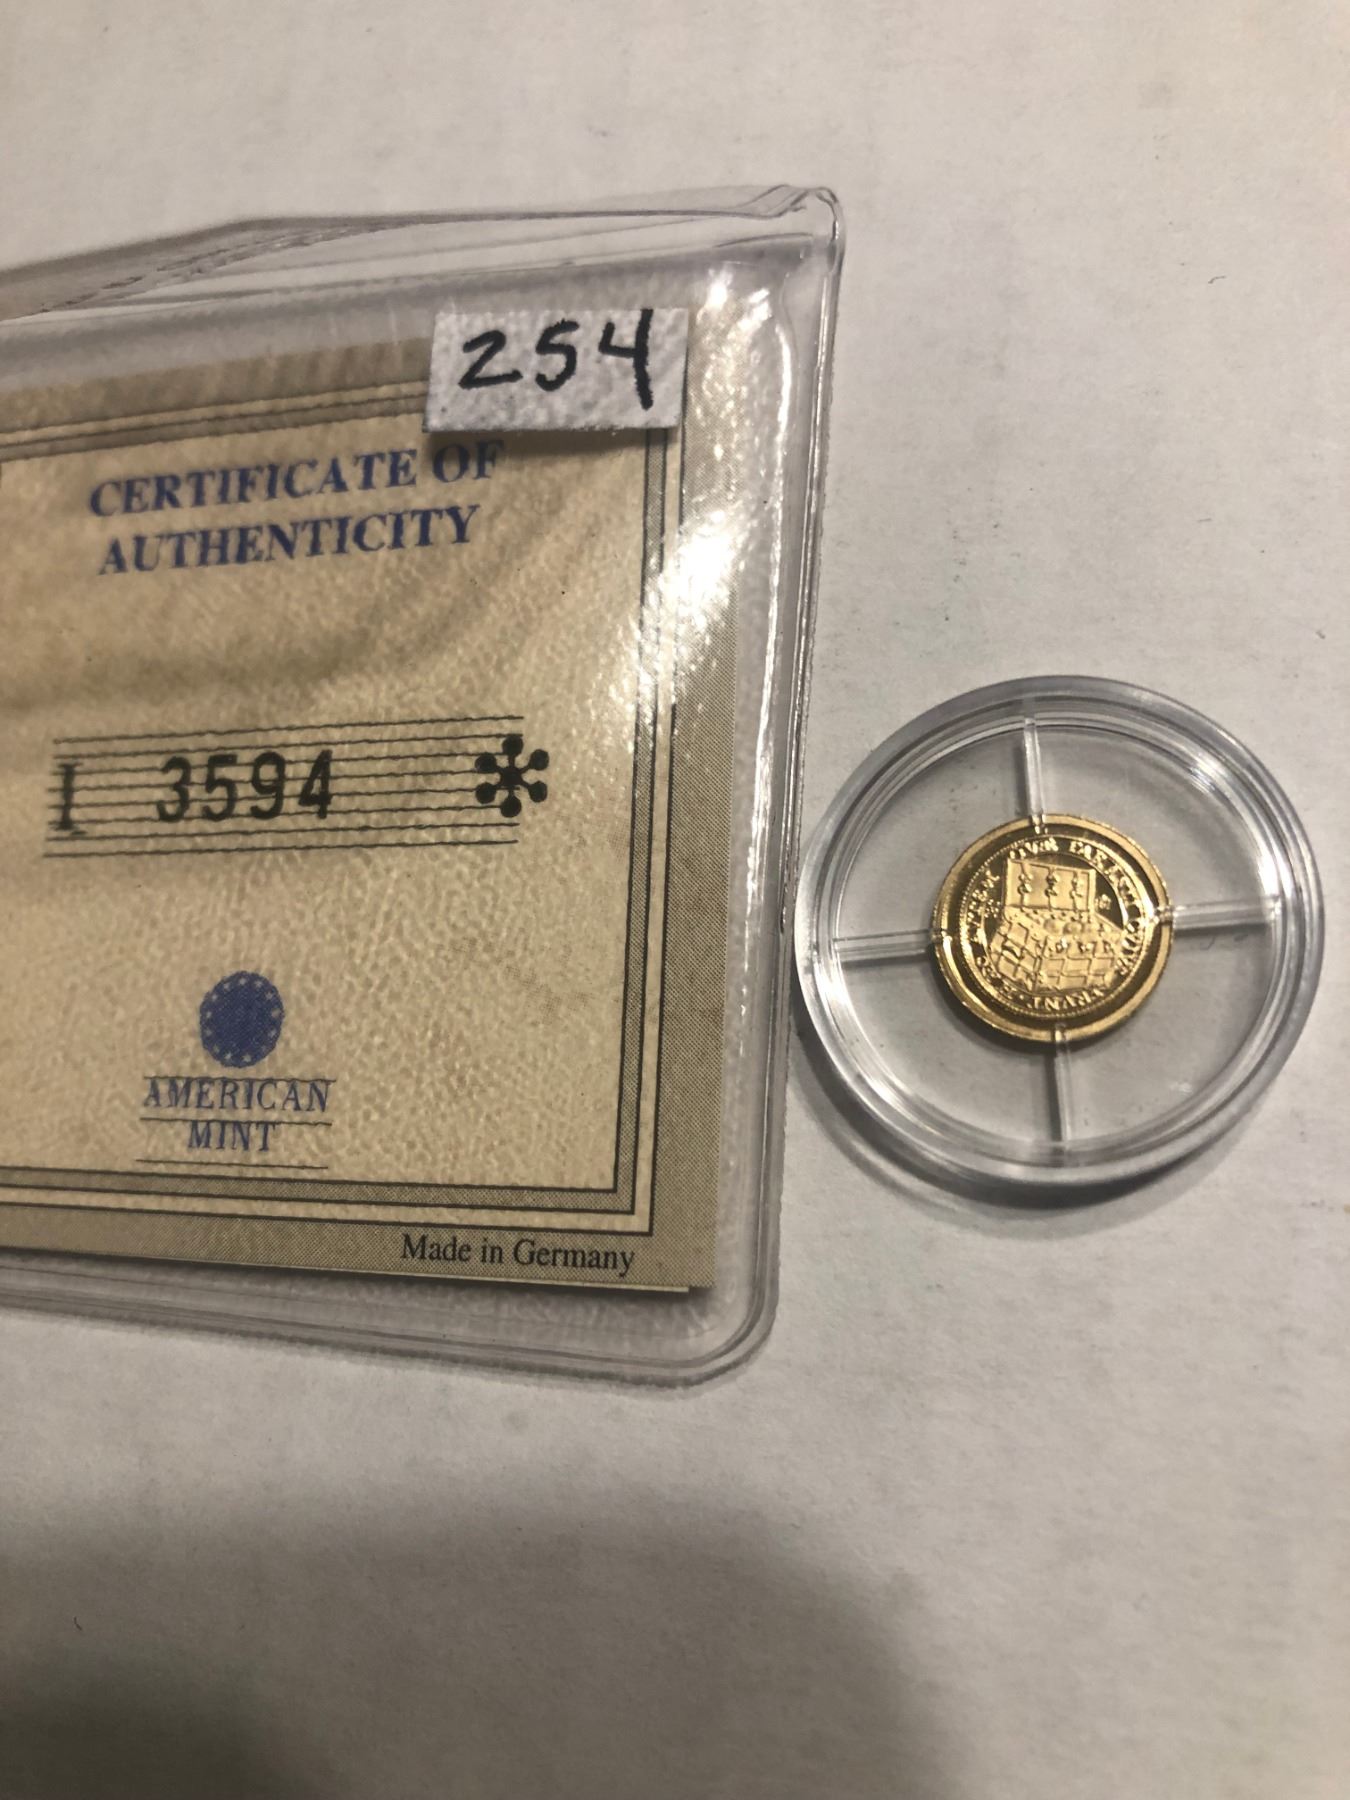 254
CERTIFICATE OF
AUTHENTICITY
I 3594
AMERICAN
MINT
Made in Germany